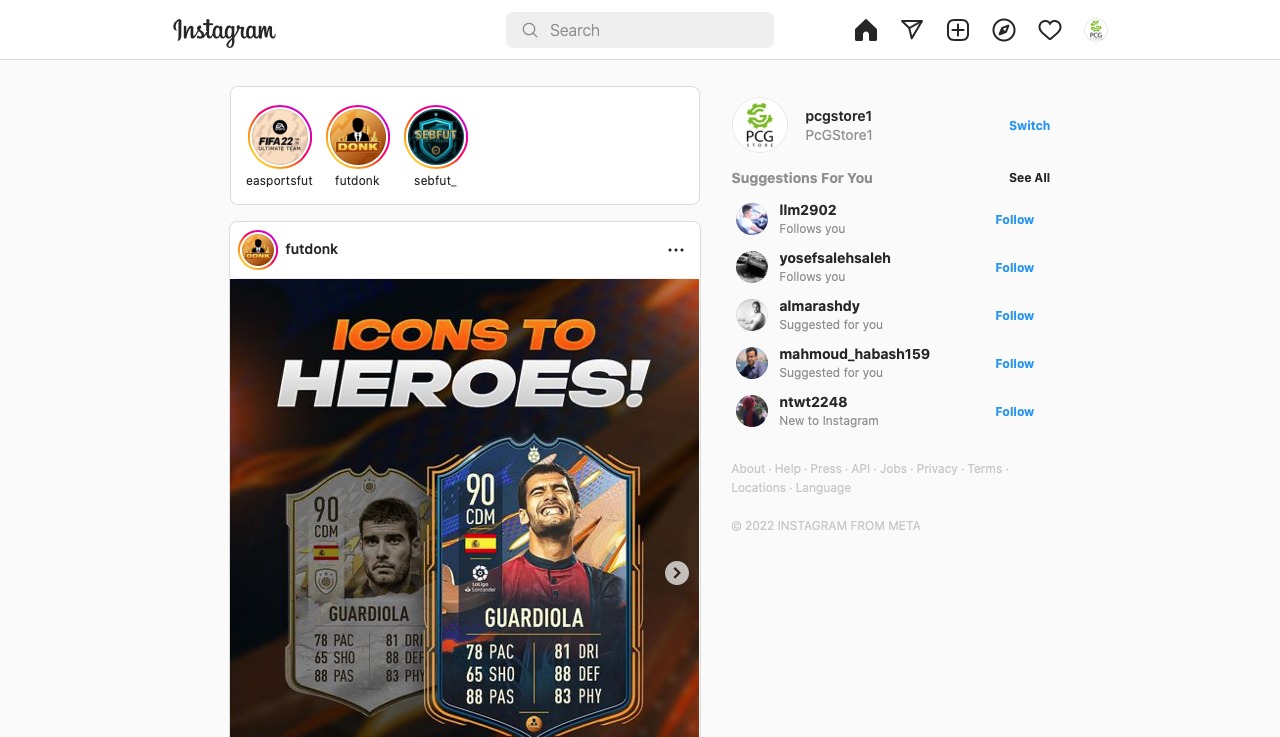 Instagram
Search
PCG
EA
FIFA 22
ULTIMATE TEAM
DONK
SEBFUT
easportsfut
futdonk
sebfut_
PCG
STORE
pcgstore1
PcGStore1
Switch
Suggestions For You
See All
llm2902
Follows you
Follow
yosefsalehsaleh
Follows you
Follow
almarashdy
Suggested for you
Follow
mahmoud_habash159
Suggested for you
Follow
ntwt2248
New to Instagram
Follow
About · Help · Press · API · Jobs · Privacy · Terms ·
Locations · Language
© 2022 INSTAGRAM FROM META
DONK
futdonk
ICONS TO
HEROES!
90
CDM
GUARDIOLA
78 PAC 81 DRI
65 SHO 88 DEF
88 PAS 83 PHY
90
CDM
LaLiga
Santander
GUARDIOLA
78 PAC 81 DRI
65 SHO 88 DEF
88 PAS 83 PHY